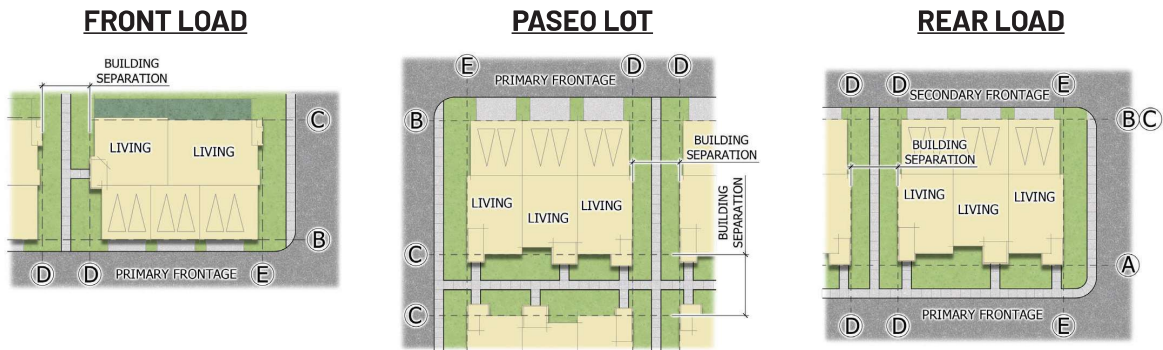 FRONT LOAD
BUILDING
SEPARATION
LIVING
LIVING
C
B
D
D
PRIMARY FRONTAGE
E
PASEO LOT
E
PRIMARY FRONTAGE
D
D
B
BUILDING
SEPARATION
LIVING
LIVING
LIVING
BUILDING
SEPARATION
C
C
REAR LOAD
D
D
SECONDARY FRONTAGE
E
B C
BUILDING
SEPARATION
LIVING
LIVING
LIVING
A
D
D
PRIMARY FRONTAGE
E